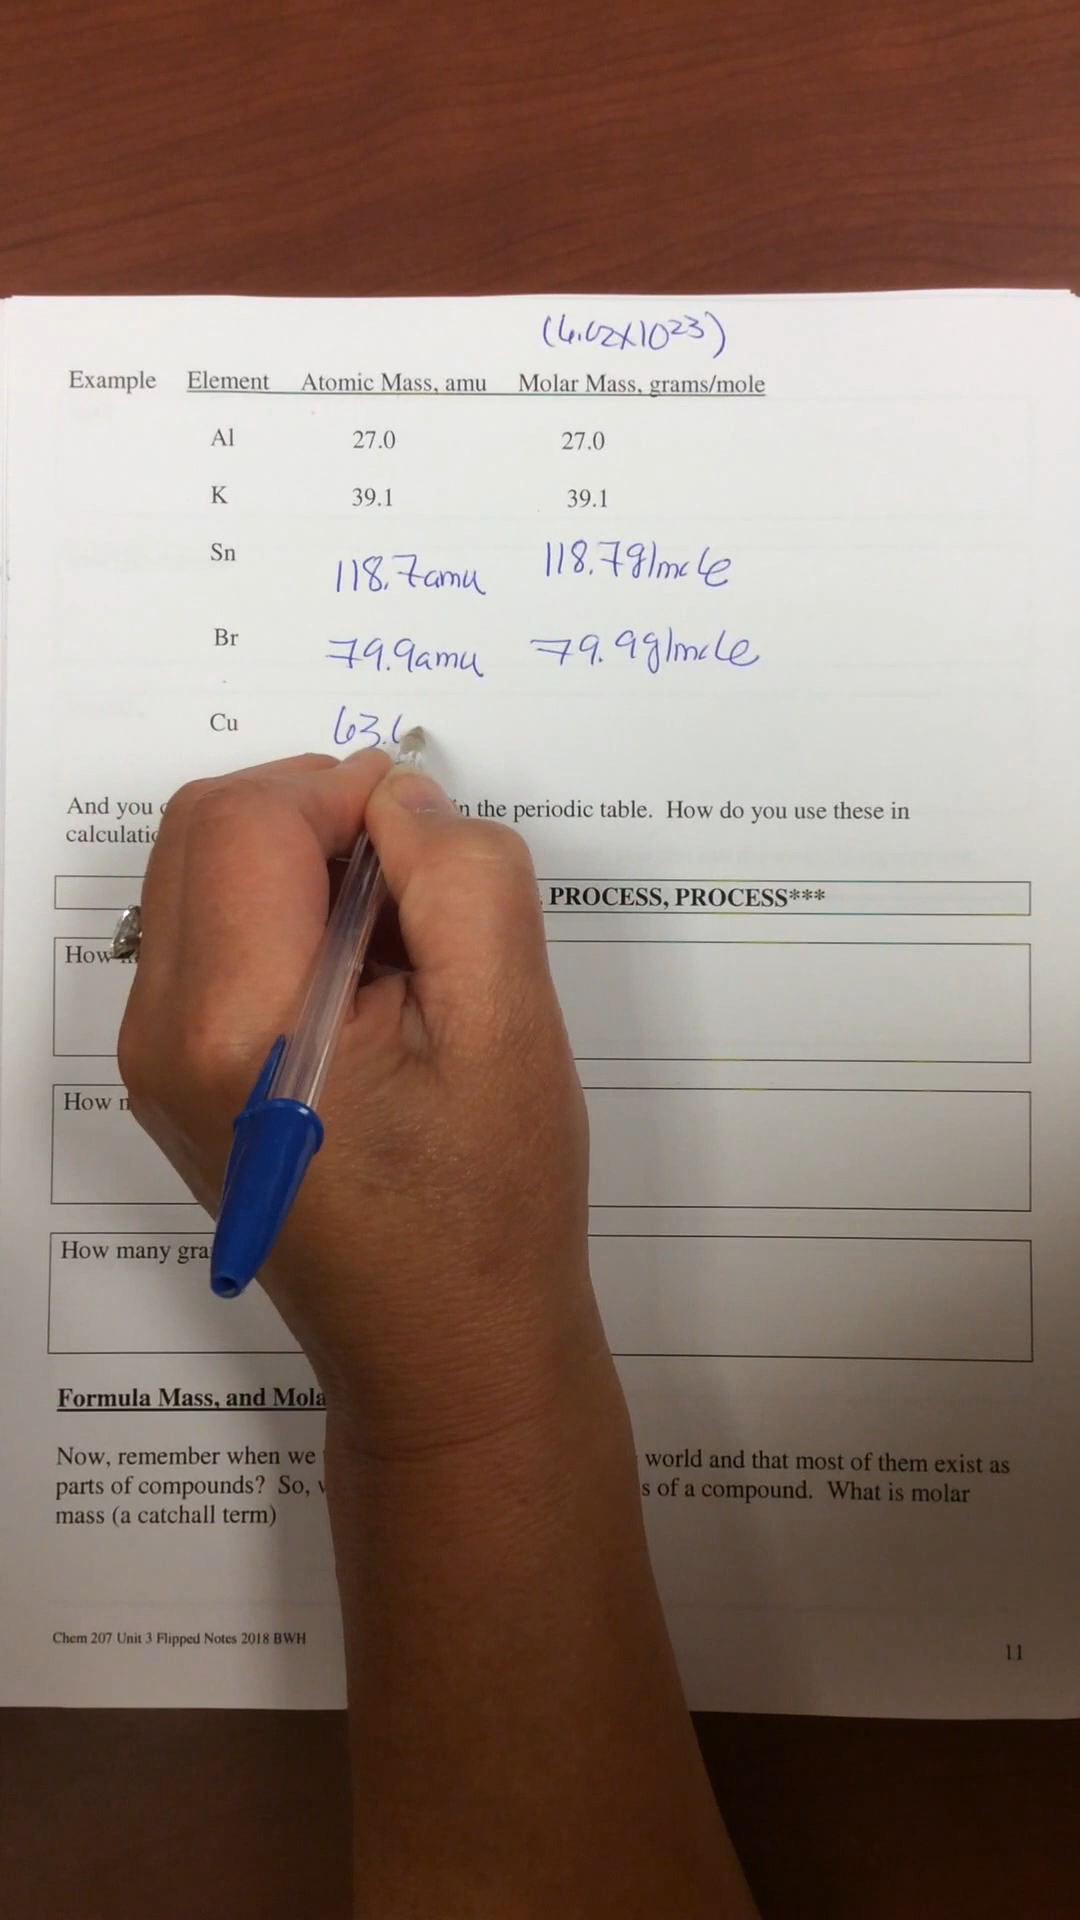 (6.02x10²³)
Example Element Atomic Mass, amu Molar Mass, grams/mole
Al 27.0 27.0
K 39.1 39.1
Sn 118.7amu 118.7g/mole
Br 79.9amu 79.9g/mole
Cu 63.
And you in the periodic table. How do you use these in
PROCESS, PROCESS***
How
How
How many
Formula Mass, and
Now, remember when we world and that most of them exist as
parts of compounds? So, of a compound. What is molar
mass (a catchall term)
Chem 207 Unit 3 Flipped Notes 2018 BWH
11